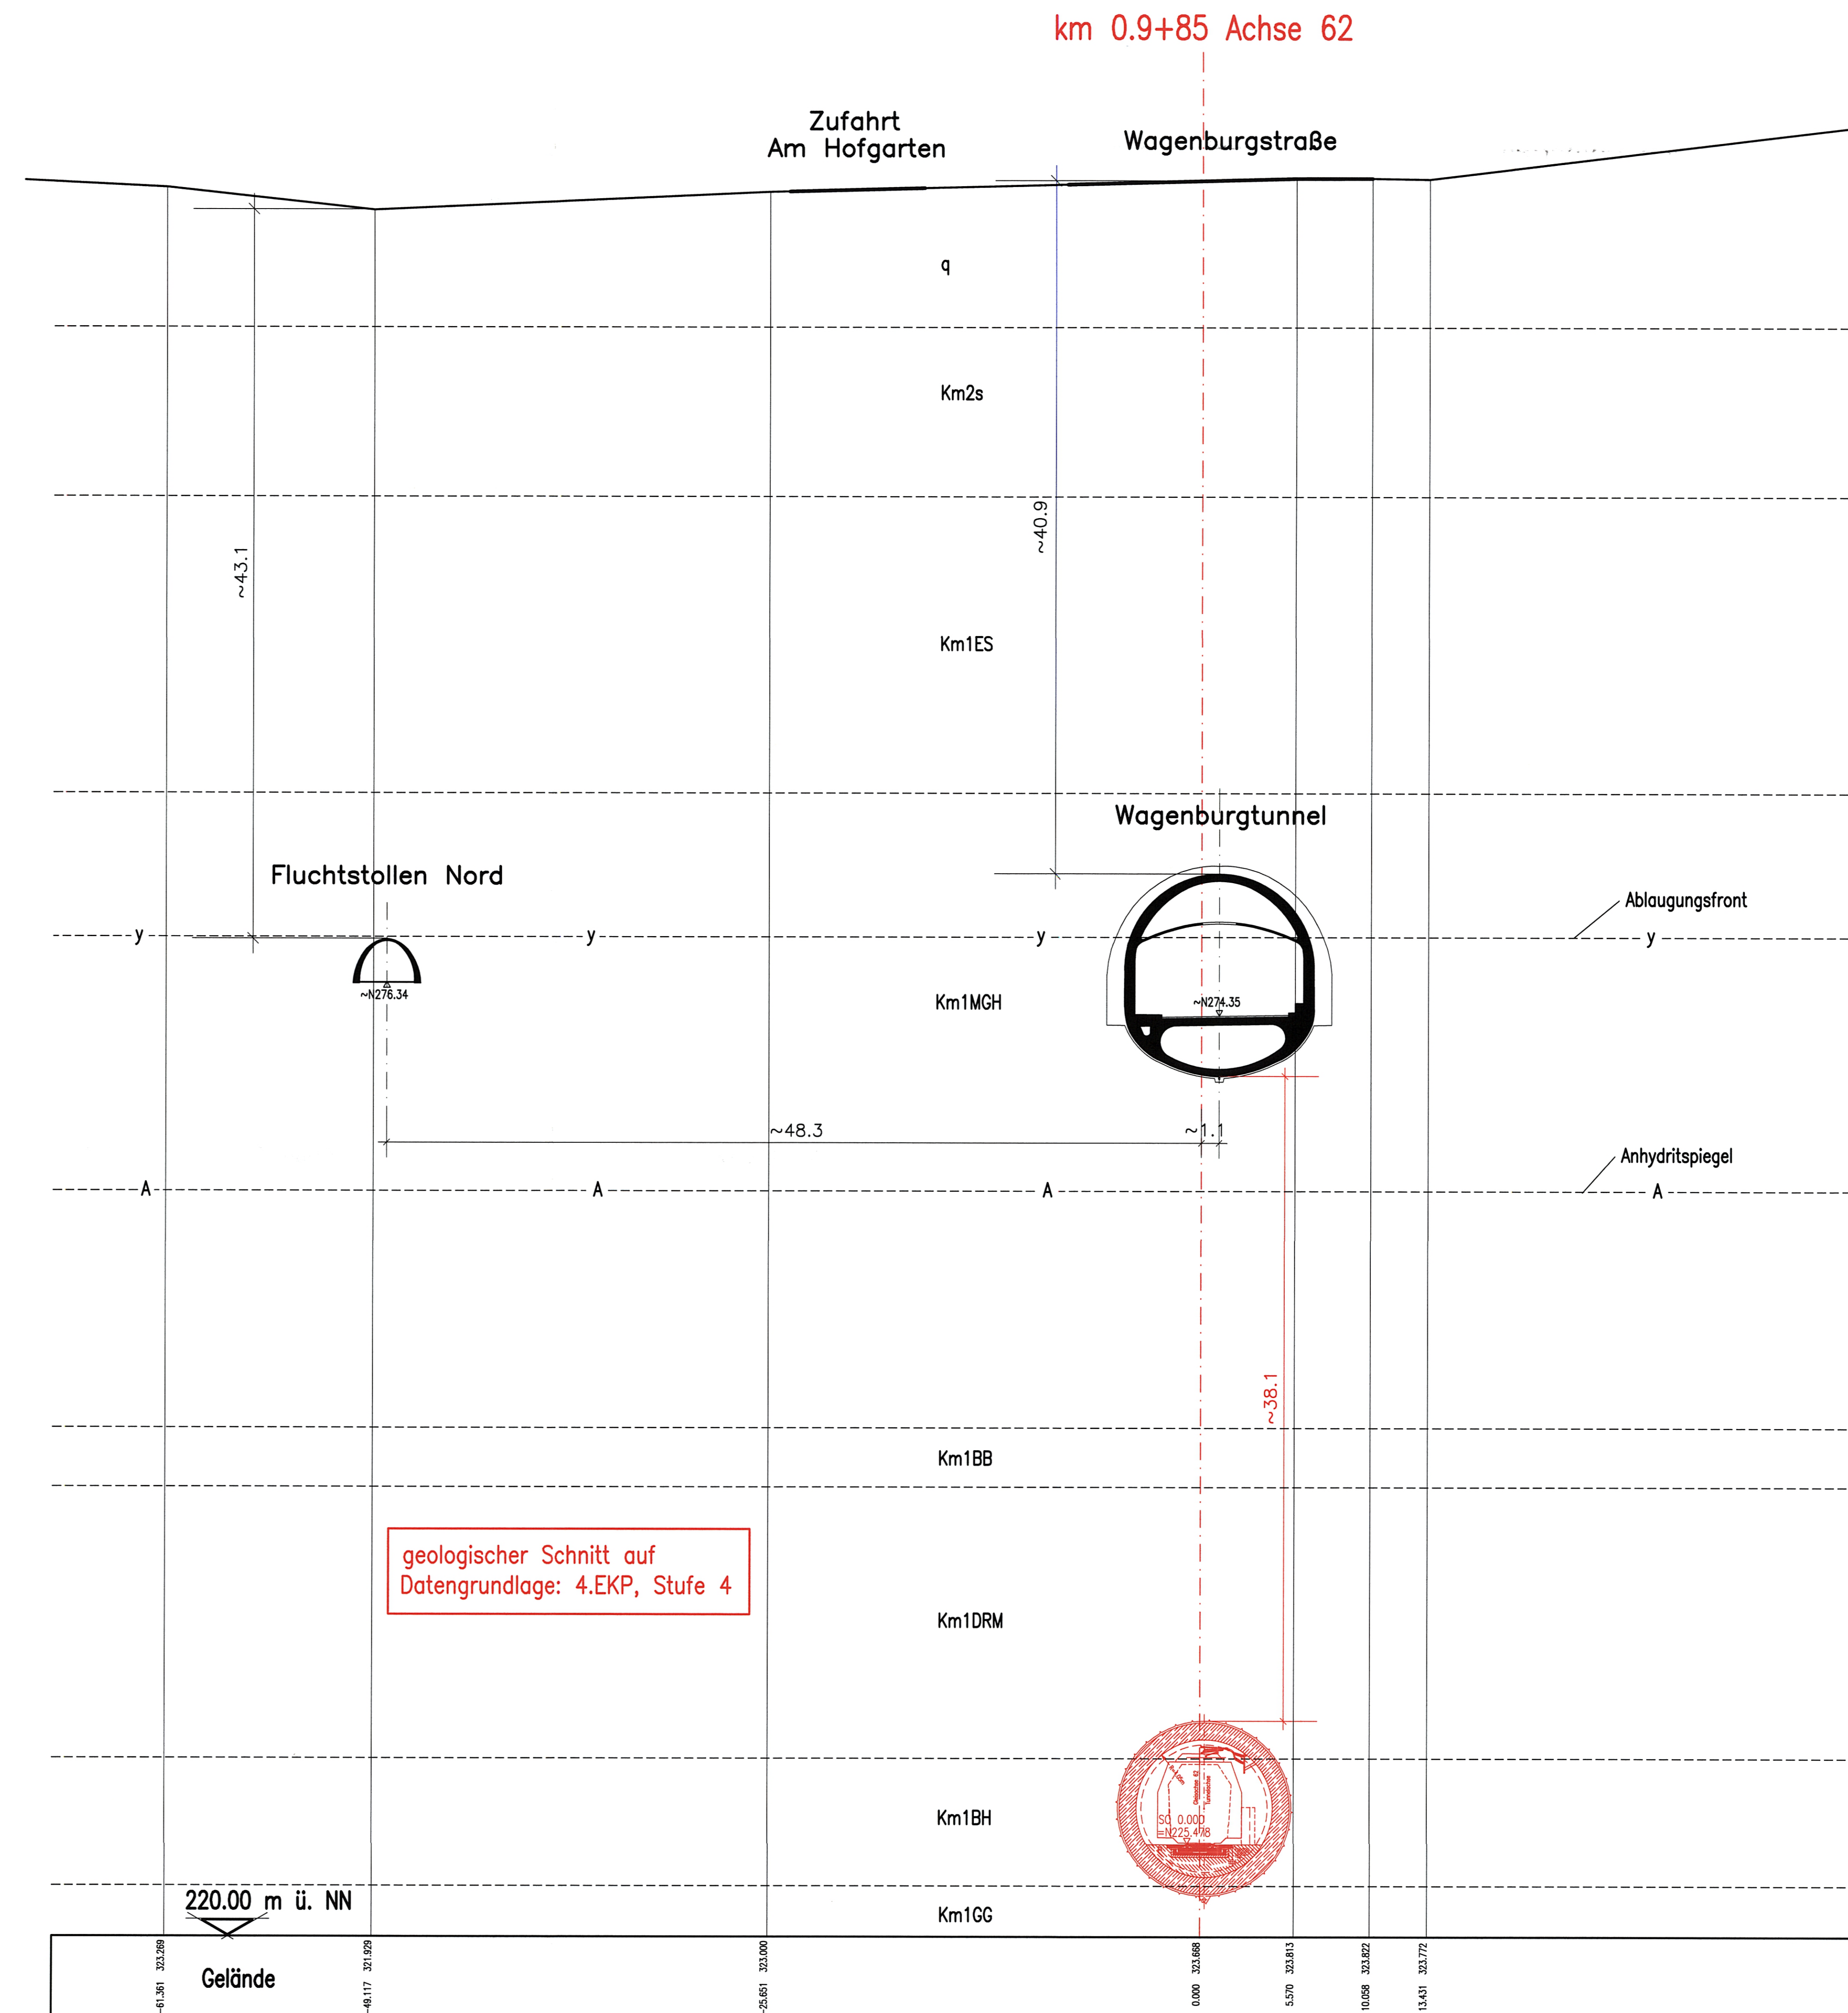 km 0.9+85 Achse 62
Zufahrt
Am Hofgarten
Wagenburgstraße
q
Km2s
~40.9
~43.1
Km1ES
Wagenburgtunnel
Fluchtstollen Nord
Ablaugungsfront
y
y
y
y
~N276.34
Km1MGH
~N274.35
~48.3
~1.1
Anhydritspiegel
A
A
A
A
~38.1
Km1BB
geologischer Schnitt auf
Datengrundlage: 4.EKP, Stufe 4
Km1DRM
Gleisachse 62
Tunnelachse
SO 0.000
=N225.478
Km1BH
220.00 m ü. NN
Km1GG
Gelände
-61.361 323.269
-49.117 321.929
-25.651 323.000
0.000 323.668
5.570 323.813
10.058 323.822
13.431 323.772